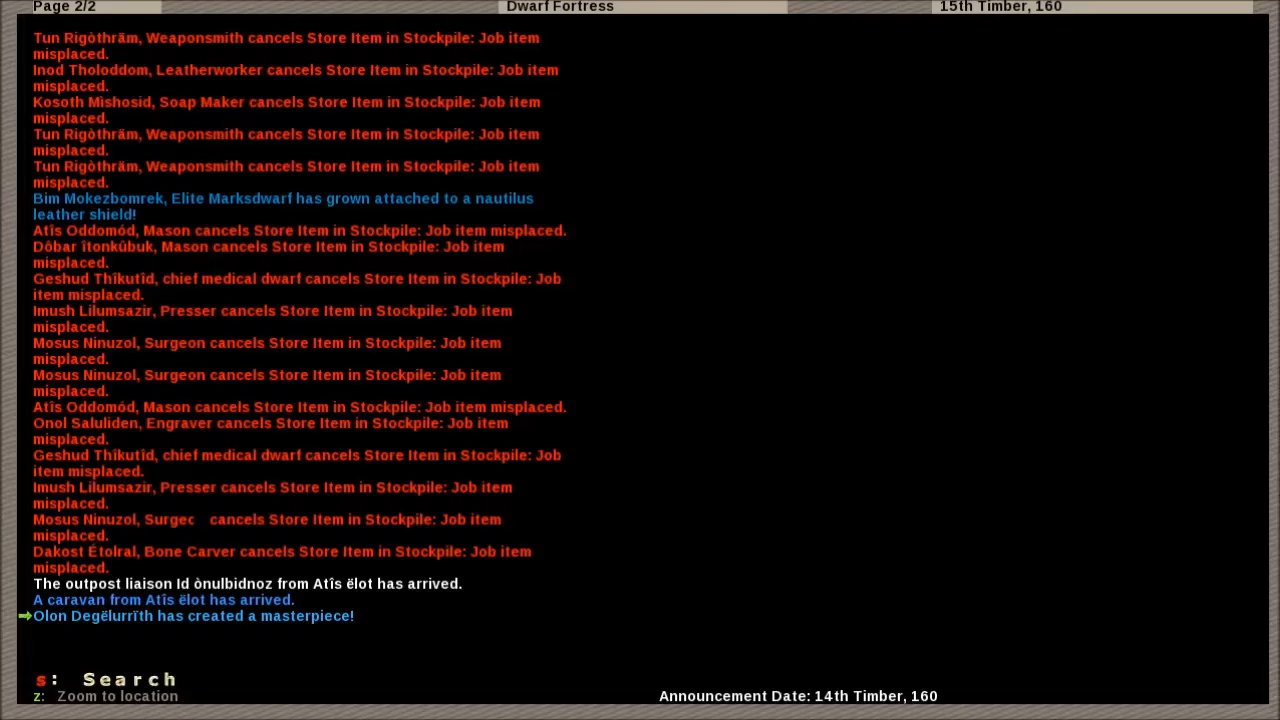 Page 2/2 Dwarf Fortress 15th Timber, 160
Tun Rigòthrãm, Weaponsmith cancels Store Item in Stockpile: Job item
misplaced.
Inod Tholoddom, Leatherworker cancels Store Item in Stockpile: Job item
misplaced.
Kosoth Mìshosid, Soap Maker cancels Store Item in Stockpile: Job item
misplaced.
Tun Rigòthrãm, Weaponsmith cancels Store Item in Stockpile: Job item
misplaced.
Tun Rigòthrãm, Weaponsmith cancels Store Item in Stockpile: Job item
misplaced.
Bim Mokezbomrek, Elite Marksdwarf has grown attached to a nautilus
leather shield!
Atîs Oddomód, Mason cancels Store Item in Stockpile: Job item misplaced.
Dôbar îtonkûbuk, Mason cancels Store Item in Stockpile: Job item
misplaced.
Geshud Thîkutîd, chief medical dwarf cancels Store Item in Stockpile: Job
item misplaced.
Imush Lilumsazir, Presser cancels Store Item in Stockpile: Job item
misplaced.
Mosus Ninuzol, Surgeon cancels Store Item in Stockpile: Job item
misplaced.
Mosus Ninuzol, Surgeon cancels Store Item in Stockpile: Job item
misplaced.
Atîs Oddomód, Mason cancels Store Item in Stockpile: Job item misplaced.
Onol Saluliden, Engraver cancels Store Item in Stockpile: Job item
misplaced.
Geshud Thîkutîd, chief medical dwarf cancels Store Item in Stockpile: Job
item misplaced.
Imush Lilumsazir, Presser cancels Store Item in Stockpile: Job item
misplaced.
Mosus Ninuzol, cancels Store Item in Stockpile: Job item
misplaced.
Dakost Étolral, Bone Carver cancels Store Item in Stockpile: Job item
misplaced.
The outpost liaison Id ònulbidnoz from Atîs ëlot has arrived.
A caravan from Atîs ëlot has arrived.
Olon Degëlurrïth has created a masterpiece!
s: Search
z: Zoom to location Announcement Date: 14th Timber, 160